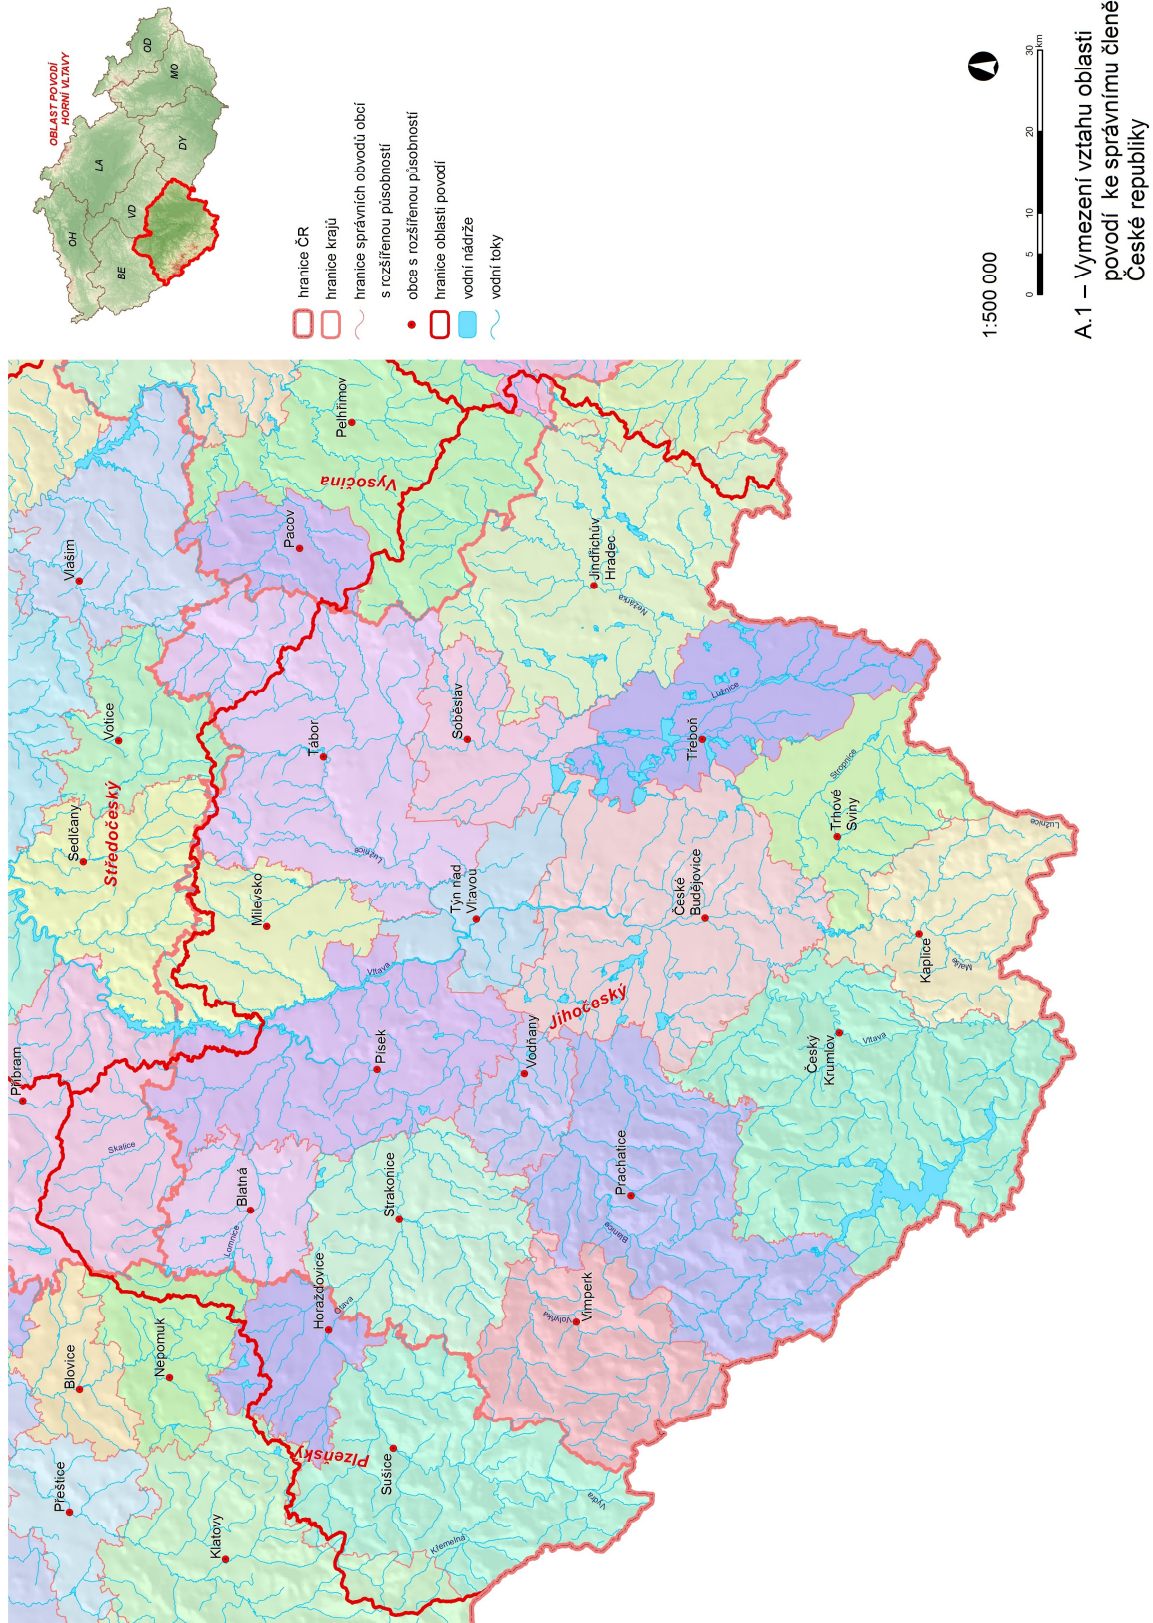 OBLAST POVODÍ
HORNÍ VLTAVY
OH
LA
OD
MO
BE
VD
DY
hranice ČR
hranice krajů
hranice správních obvodů obcí
s rozšířenou působností
obce s rozšířenou působností
hranice oblasti povodí
vodní nádrže
vodní toky
1:500 000
0
5
10
20
30
km
A.1 – Vymezení vztahu oblasti
povodí ke správnímu členě
České republiky
Přeštice
Blovice
Příbram
Sedlčany
Votice
Vlašim
Středočeský
Klatovy
Nepomuk
Skalice
Lomnice
Blatná
Milevsko
Tábor
Pacov
Pelhřimov
Vysočina
Horažďovice
Otava
Plzeňský
Sušice
Křemelná
Vydra
Strakonice
Písek
Vltava
Lužnice
Týn nad
Vltavou
Soběslav
Vodňany
Jihočeský
Vimperk
Volyňka
Blanice
Prachatice
České
Budějovice
Třeboň
Lužnice
Jindřichův
Hradec
Nežárka
Český
Krumlov
Vltava
Kaplice
Malše
Trhové
Sviny
Stropnice
Lužnice